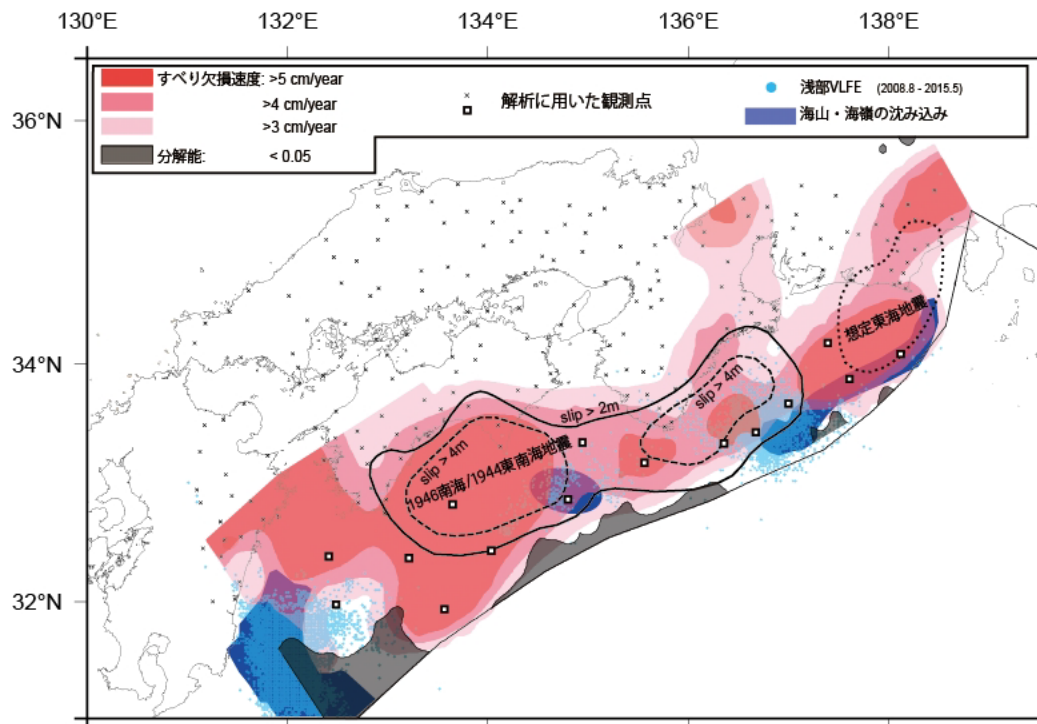 130°E 132°E 134°E 136°E 138°E
36°N
34°N
32°N
すべり欠損速度: >5 cm/year
>4 cm/year
>3 cm/year
分解能: < 0.05
解析に用いた観測点
浅部VLFE (2008.8 - 2015.5)
海山・海嶺の沈み込み
想定東海地震
slip > 4m
slip > 2m
slip > 4m
1946南海/1944東南海地震